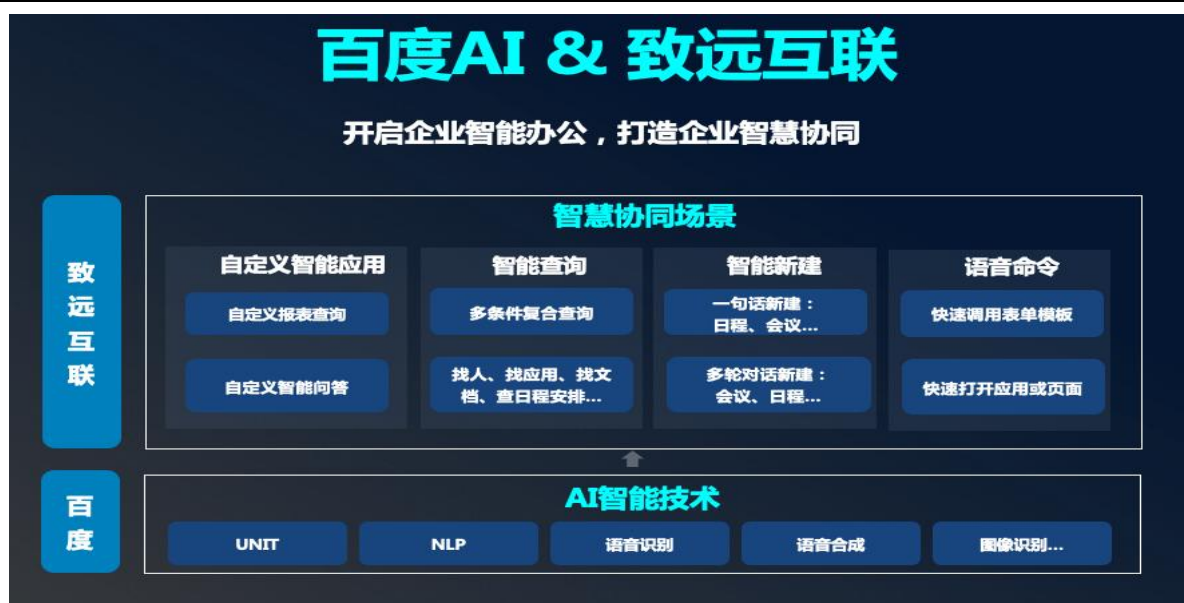 百度AI & 致远互联
开启企业智能办公，打造企业智慧协同
致
远
互
联
智慧协同场景
自定义智能应用
自定义报表查询
自定义智能问答
智能查询
多条件复合查询
找人、找应用、找文
档、查日程安排...
智能新建
一句话新建：
日程、会议...
多轮对话新建：
会议、日程...
语音命令
快速调用表单模板
快速打开应用或页面
百
度
AI智能技术
UNIT
NLP
语音识别
语音合成
图像识别...